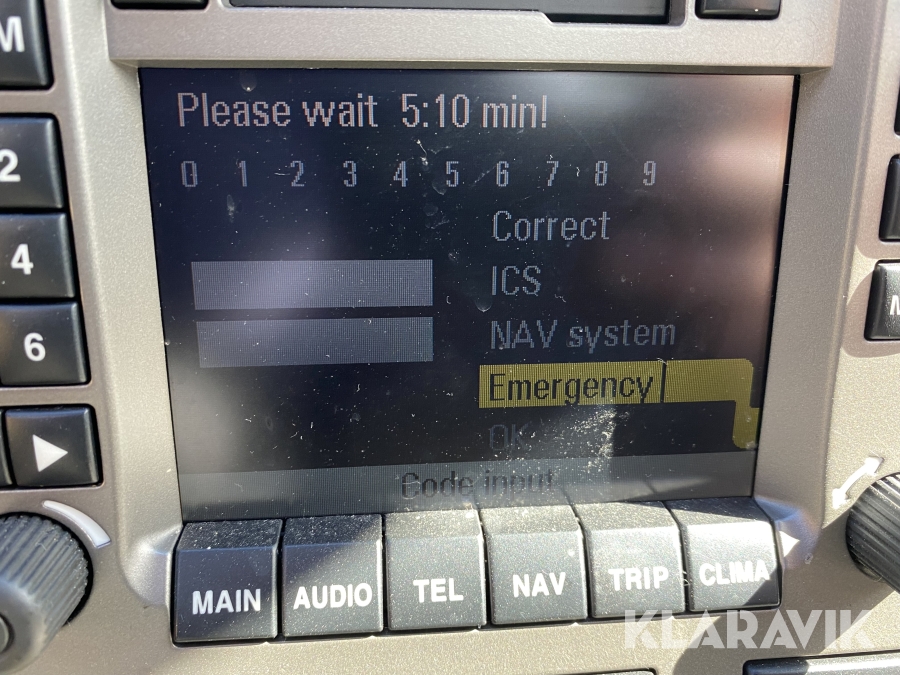 M
Please wait 5:10 min!
0 1 2 3 4 5 6 7 8 9
2
Correct
4
ICS
NAV system
6
Emergency
OK
Code input
MAIN AUDIO TEL NAV TRIP CLIMA
KLARAVIK